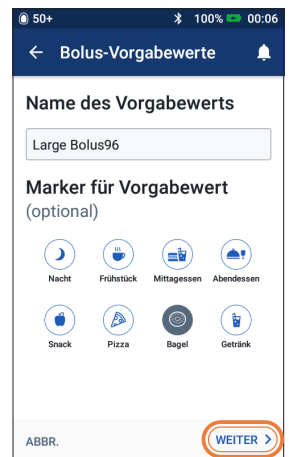 50+ 100% 00:06
Bolus-Vorgabewerte
Name des Vorgabewerts
Large Bolus96
Marker für Vorgabewert
(optional)
Nacht Frühstück Mittagessen Abendessen
Snack Pizza Bagel Getränk
ABBR. WEITER